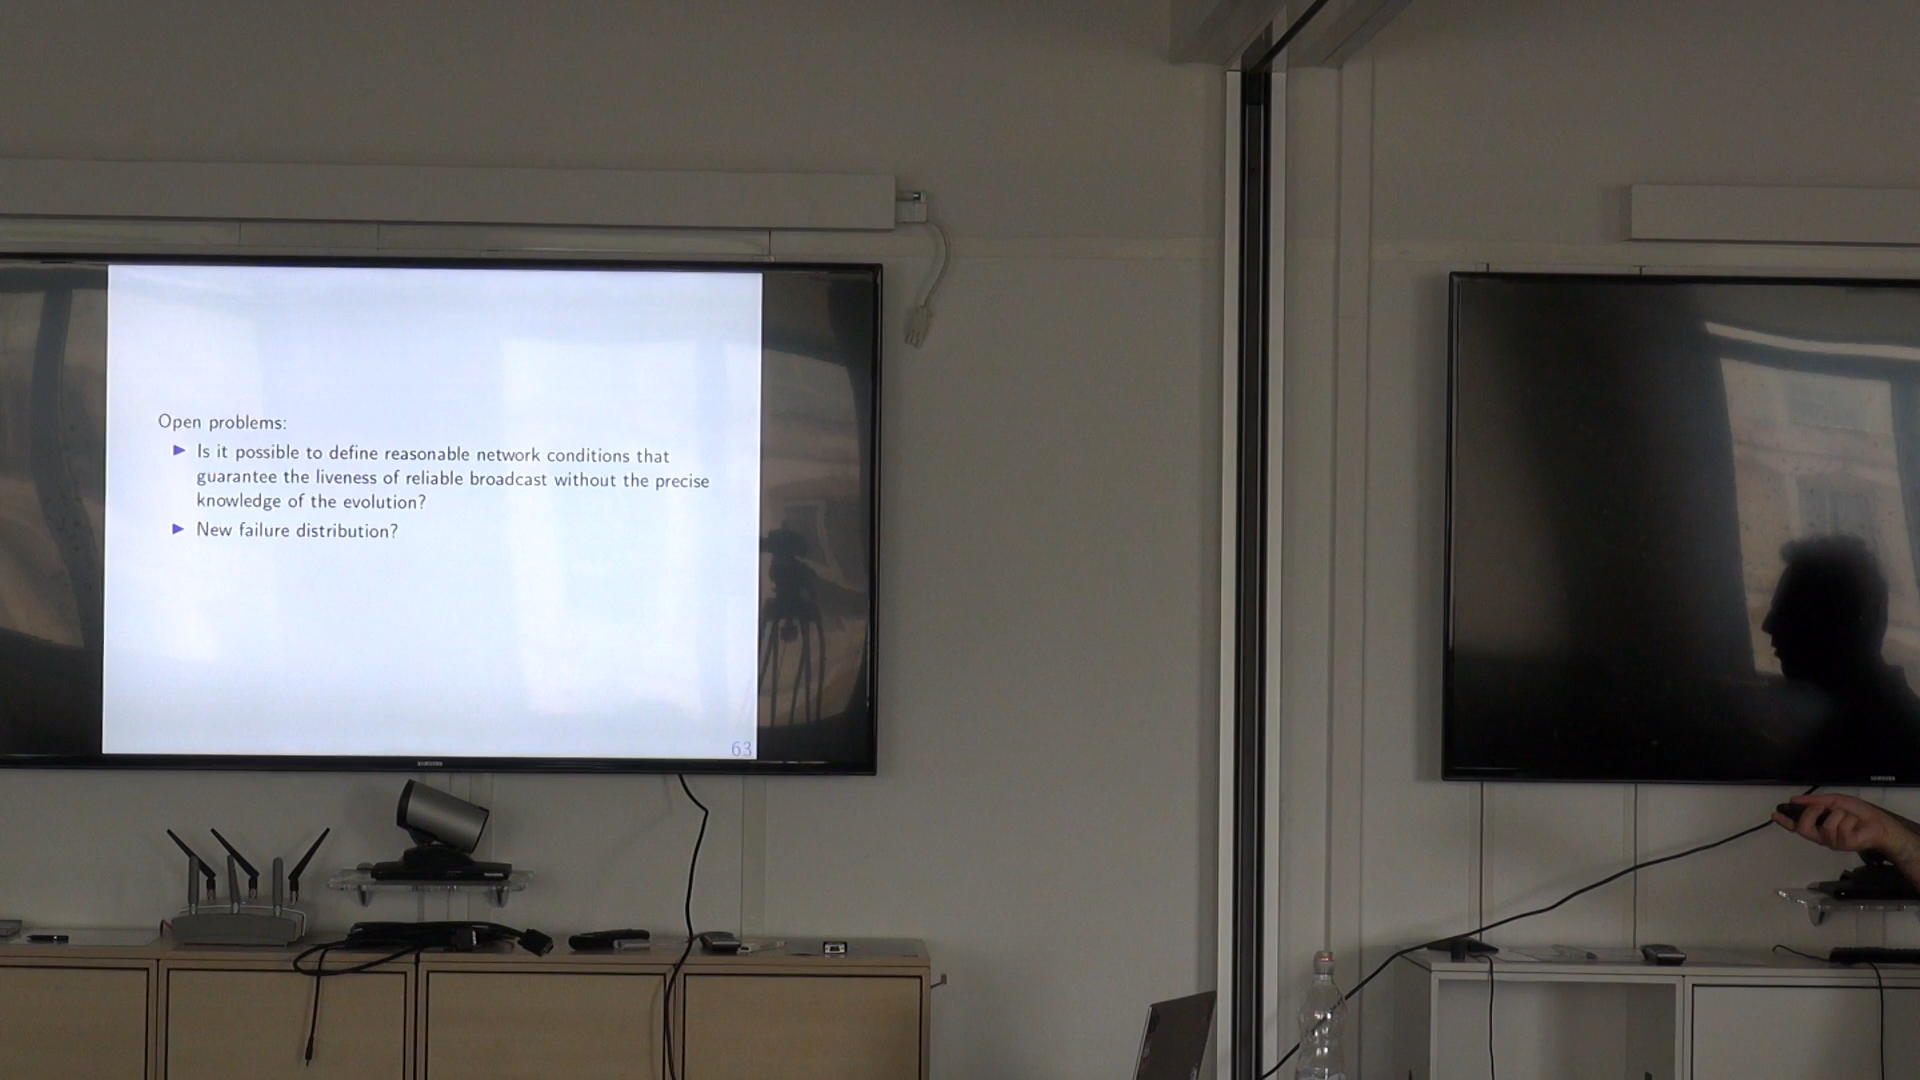 Open problems:
▶ Is it possible to define reasonable network conditions that
guarantee the liveness of reliable broadcast without the precise
knowledge of the evolution?
▶ New failure distribution?
63